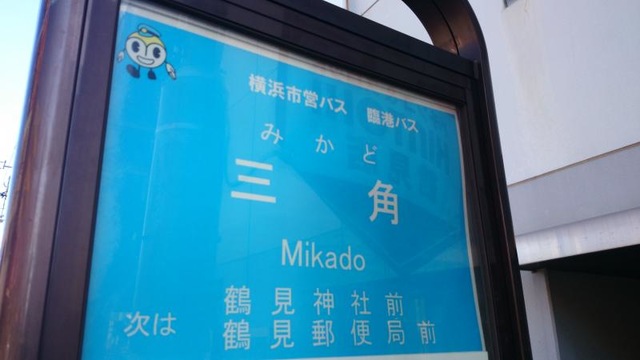 横浜市営バス 臨港バス
みかど
三角
Mikado
次は 鶴見神社前
鶴見郵便局前